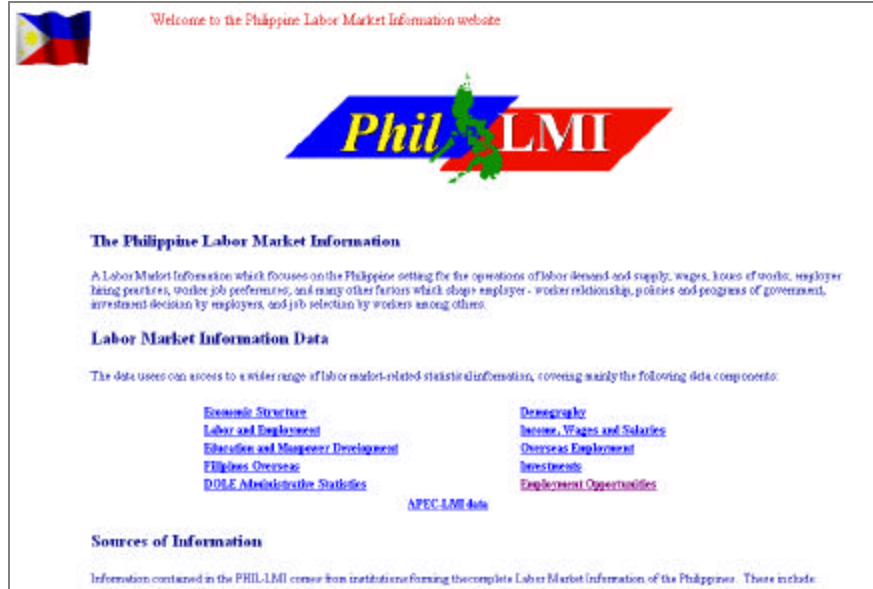 Welcome to the Philippine Labor Market Information website
Phil LMI
The Philippine Labor Market Information
A Labor Market Information which focuses on the Philippine setting for the operations of labor demand and supply, wages, hours of works, employer
hiring practices, worker job preferences, and many other factors which shape employer - worker relationship, policies and programs of government,
investment decision by employers, and job selection by workers among others.
Labor Market Information Data
The data users can access to a wider range of labor market-related statistical information, covering mainly the following data components:
Economic Structure
Demography
Labor and Employment
Income, Wages and Salaries
Education and Manpower Development
Overseas Employment
Filipinos Overseas
Investments
DOLE Administrative Statistics
Employment Opportunities
APEC-LMI data
Sources of Information
Information contained in the PHIL-LMI comes from institutions forming the complete Labor Market Information of the Philippines. These include: